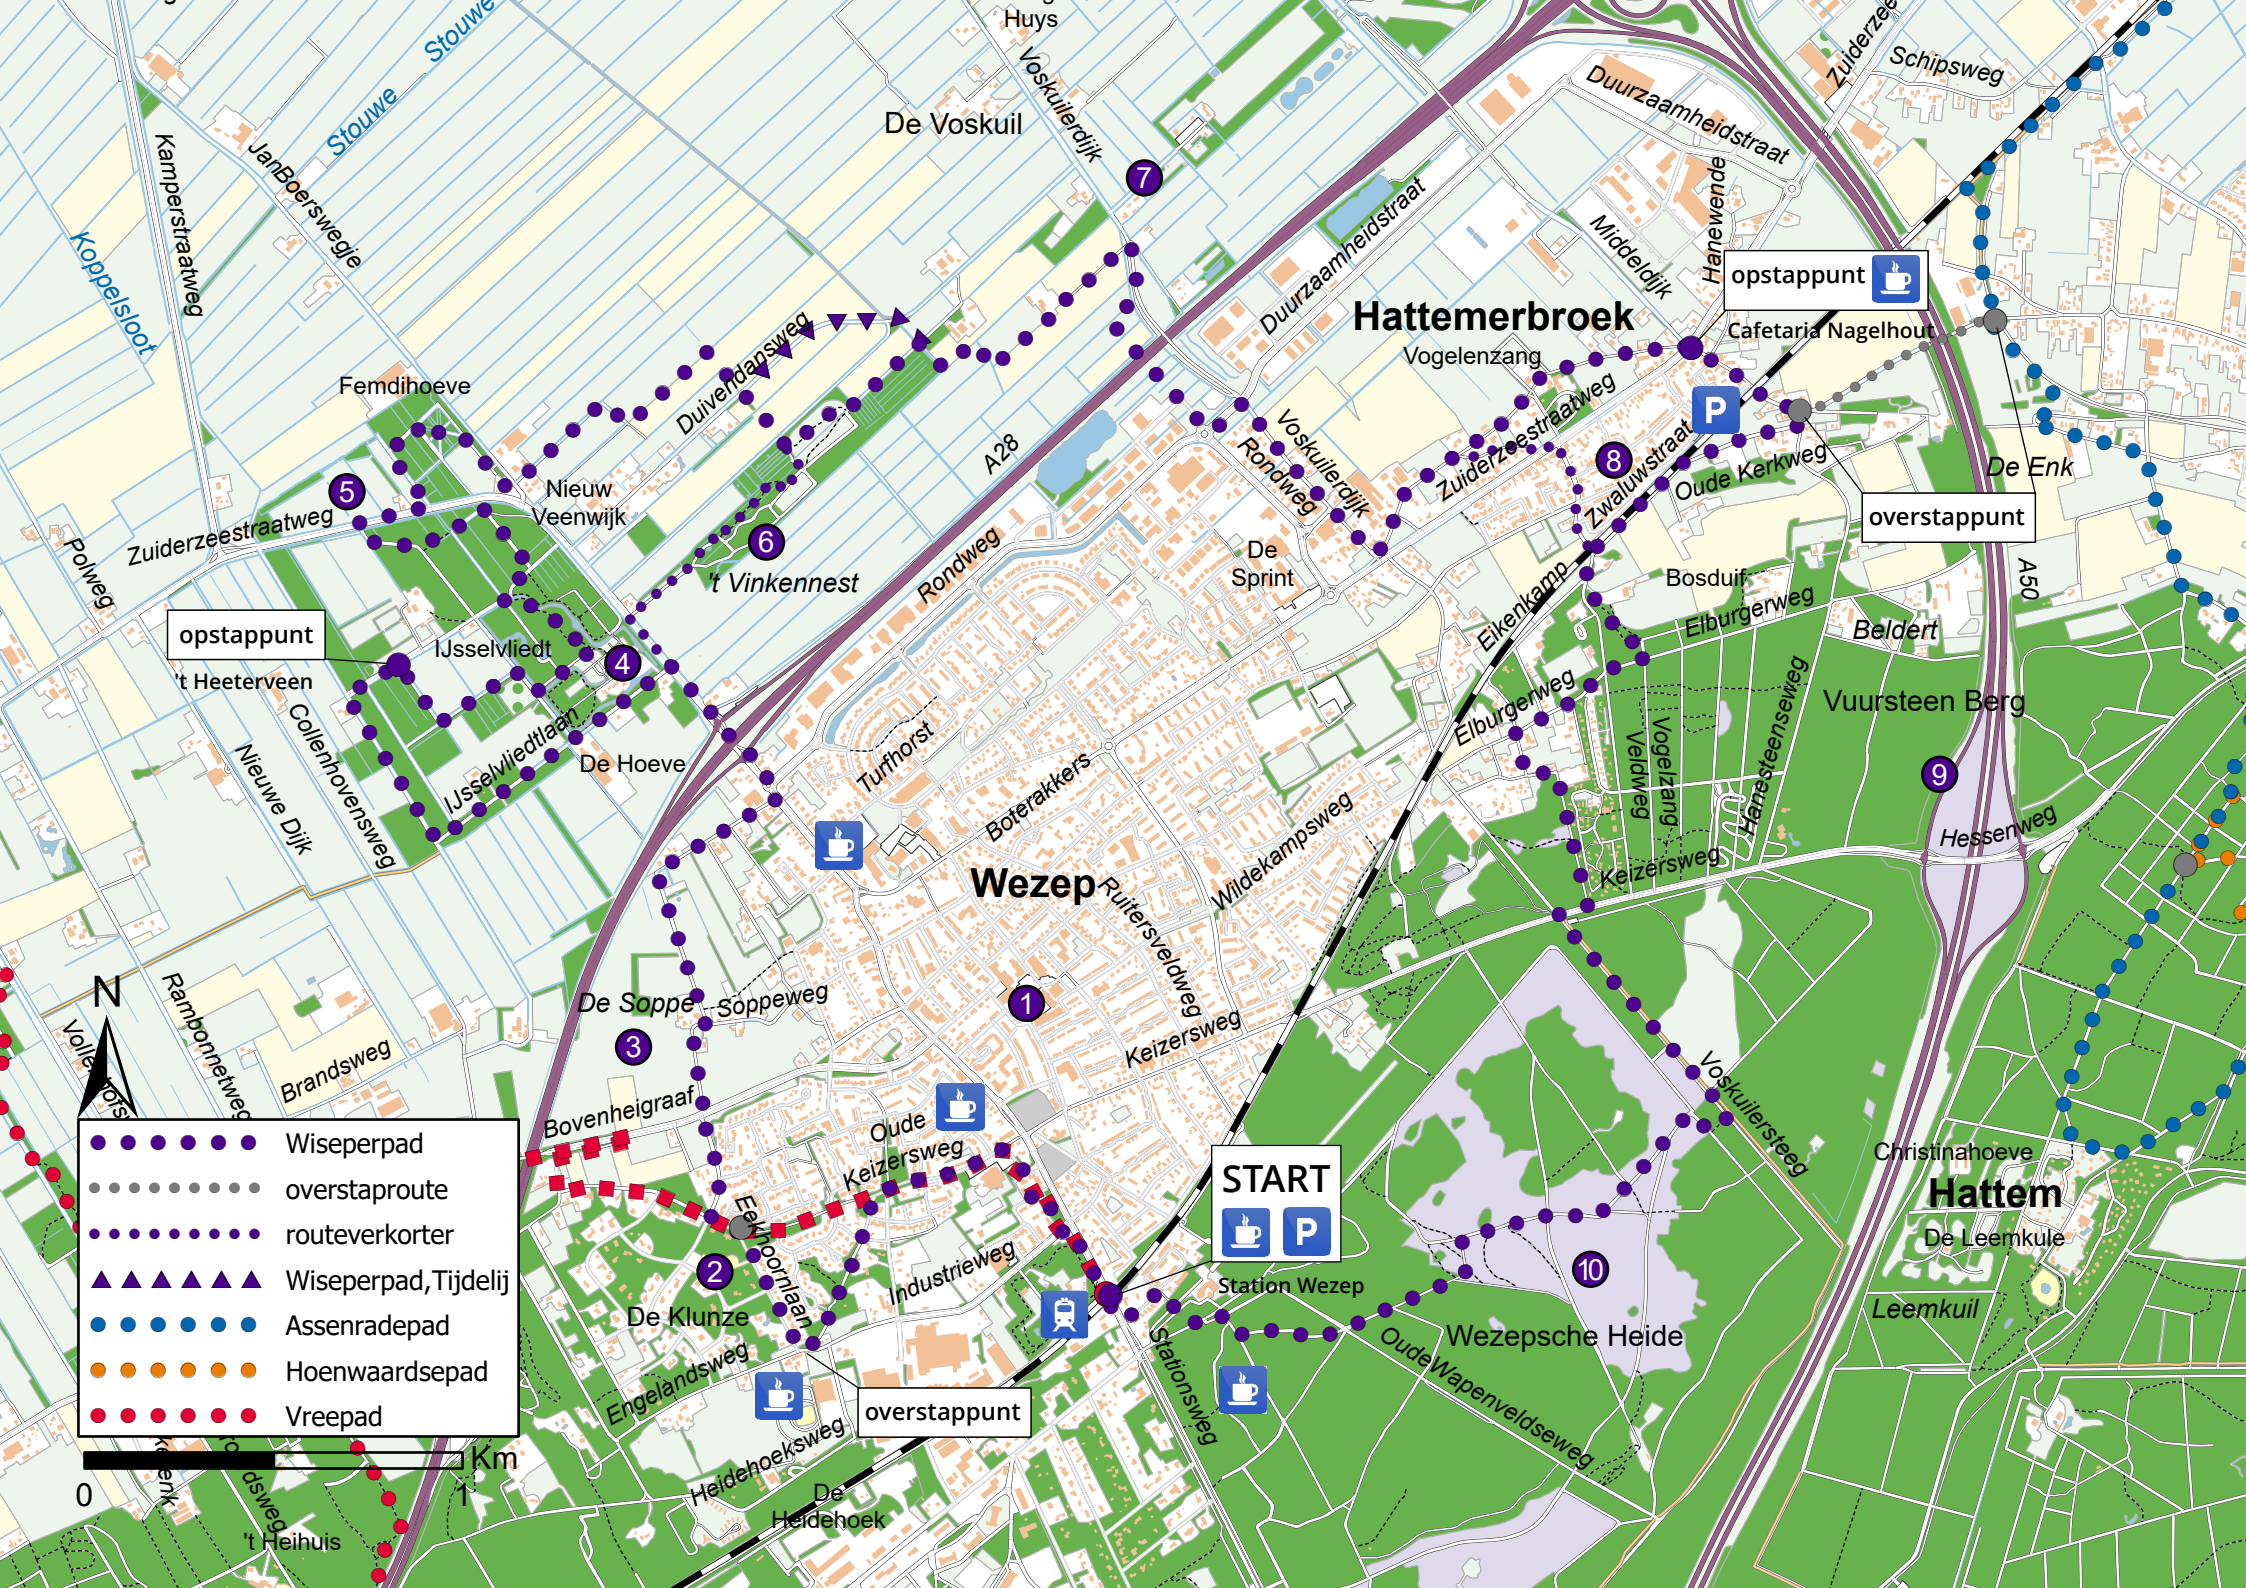 Huys
Stouwe
Stouwe
De Voskuil
Voskuilerdijk
7
Duurzaamheidstraat
Schipsweg
Kamperstraatweg
JanBoerswegje
Koppelsloot
Duurzaamheidstraat
Middeldijk
Hanewende
opstappunt
Cafetaria Nagelhout
Hattemerbroek
Vogelenzang
Femdihoeve
Duivendansweg
A28
P
Zuiderzeestraatweg
8
Zwaluwstraat
Oude Kerkweg
De Enk
overstappunt
5
Zuiderzeestraatweg
Nieuw
Veenwijk
6
't Vinkennest
Rondweg
Rondweg
Voskuilerdijk
De
Sprint
Polweg
Bosduif
Elburgerweg
Beldert
A50
Eikenkamp
opstappunt
't Heeterveen
IJsselvliedt
4
Elburgerweg
Vuursteen Berg
Collenhovensweg
Nieuwe Dijk
IJsselvliedtlaan
De Hoeve
Turfhorst
Boterakkers
Veldweg
Vogelzang
Hanesteenseweg
9
Hessenweg
Wildekampsweg
Keizersweg
Wezep
Ruitersveldweg
De Soppe
Soppeweg
1
3
Keizersweg
N
Rambonnetweg
Brandsweg
Bovenheigraaf
Oude
Keizersweg
Voskuilersteeg
Christinahoeve
Hattem
De Leemkule
Leemkuil
START
P
Station Wezep
10
Wezepsche Heide
Eekhoornlaan
2
De Klunze
Industrieweg
Engelandsweg
Stationsweg
OudeWapenveldseweg
overstappunt
Heidehoeksweg
De
Heidehoek
Wiseperpad
overstaproute
routeverkorter
Wiseperpad,Tijdelij
Assenradepad
Hoenwaardsepad
Vreepad
Km
0
1
't Heihuis